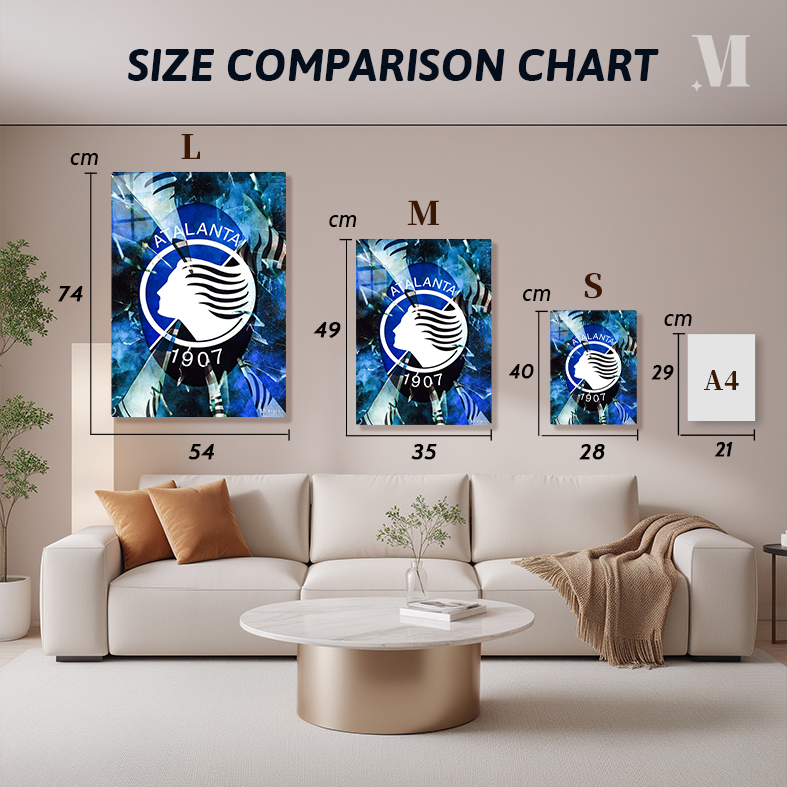 SIZE COMPARISON CHART
M
cm
L
74
54
ATALANTA
1907
cm
M
49
35
ATALANTA
1907
cm
S
40
28
ATALANTA
1907
cm
29
A4
21